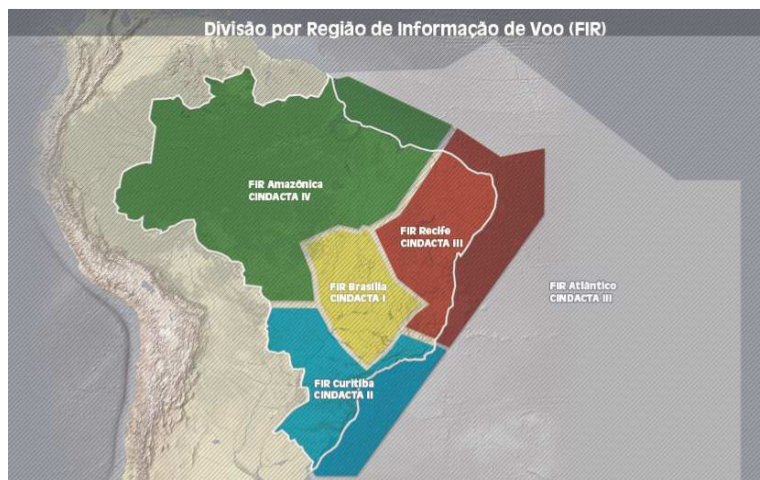 Divisão por Região de Informação de Voo (FIR)
FIR Amazônica
CINDACTA IV
FIR Recife
CINDACTA III
FIR Brasília
CINDACTA I
FIR Atlântico
CINDACTA III
FIR Curitiba
CINDACTA II